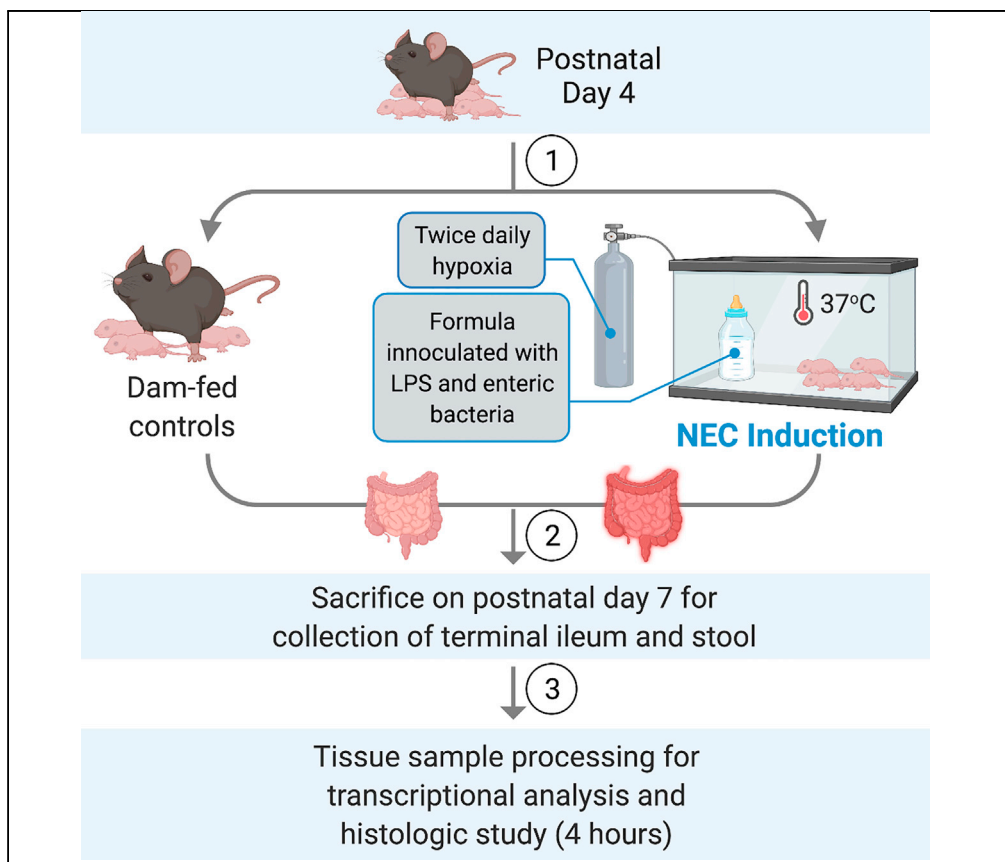 Postnatal
Day 4
1
Twice daily
hypoxia
Formula
innoculated with
LPS and enteric
bacteria
37°C
Dam-fed
controls
NEC Induction
2
Sacrifice on postnatal day 7 for
collection of terminal ileum and stool
3
Tissue sample processing for
transcriptional analysis and
histologic study (4 hours)